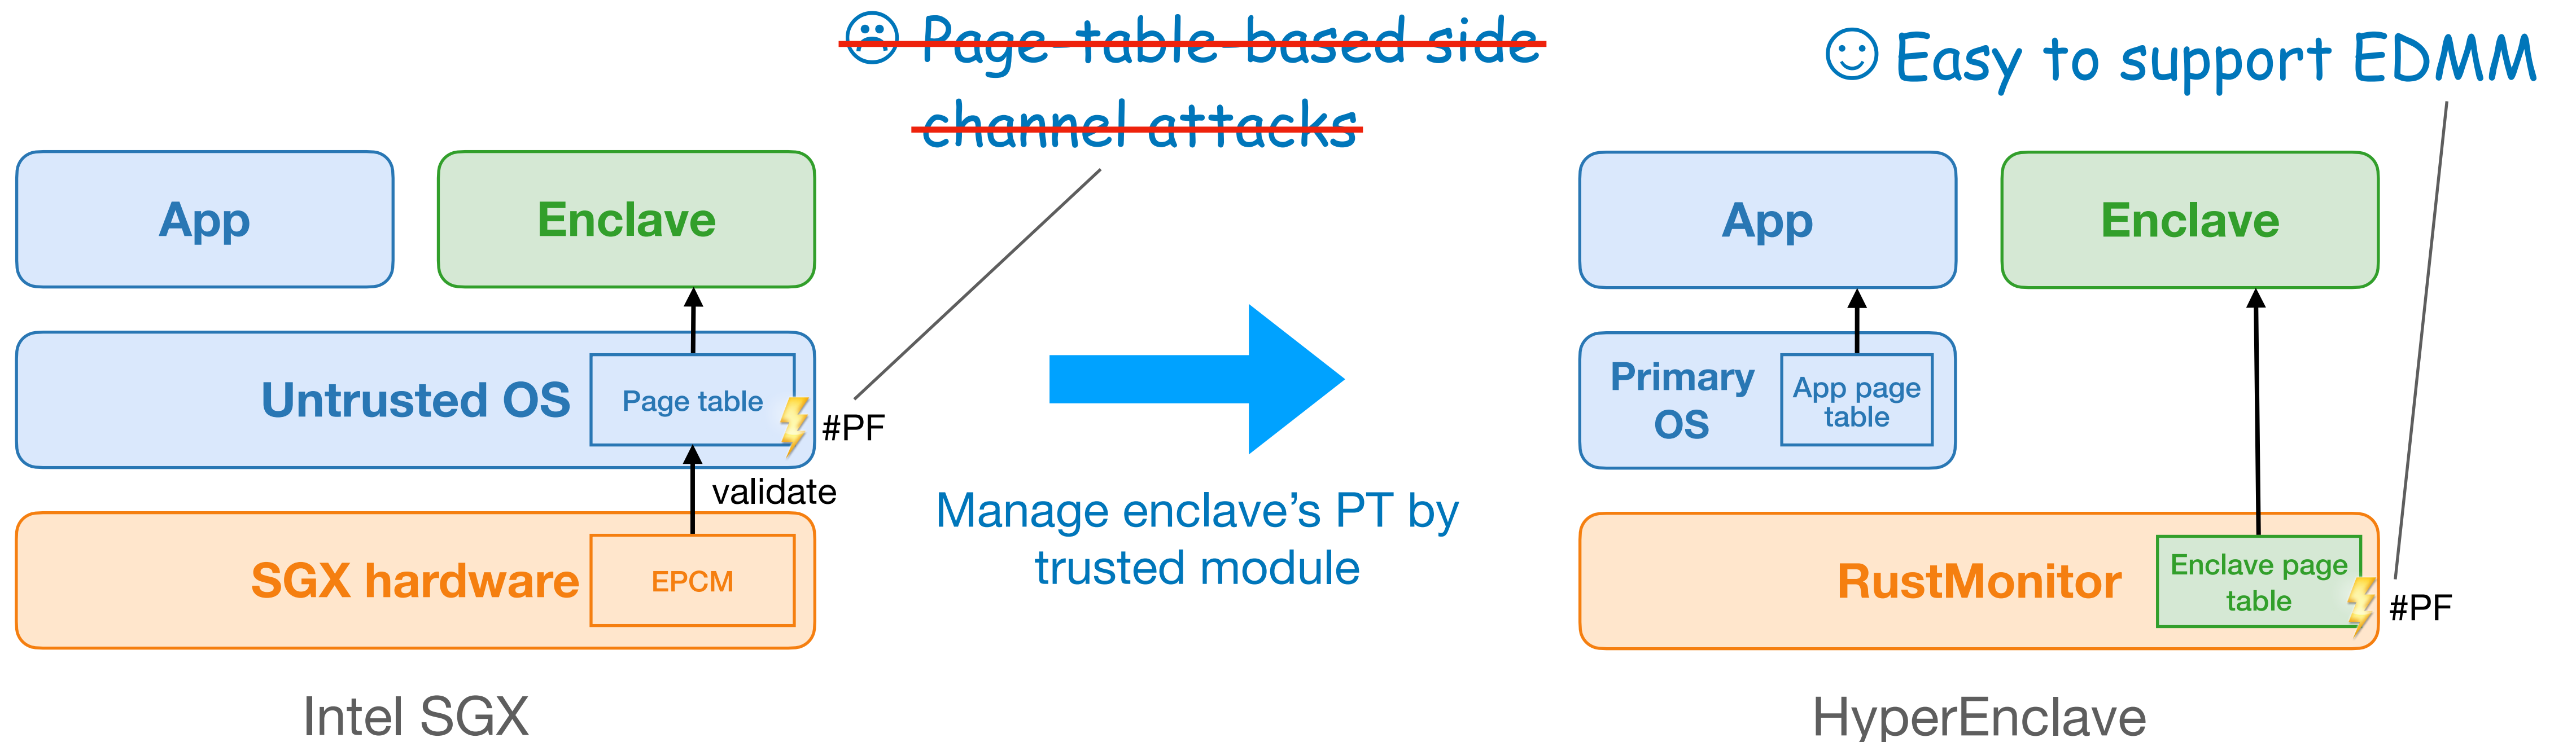 Page-table-based side
channel attacks
Easy to support EDMM
App
Enclave
Untrusted OS
Page table
#PF
validate
SGX hardware
EPCM
Intel SGX
Manage enclave's PT by
trusted module
App
Enclave
Primary
OS
App page
table
RustMonitor
Enclave page
table
#PF
HyperEnclave